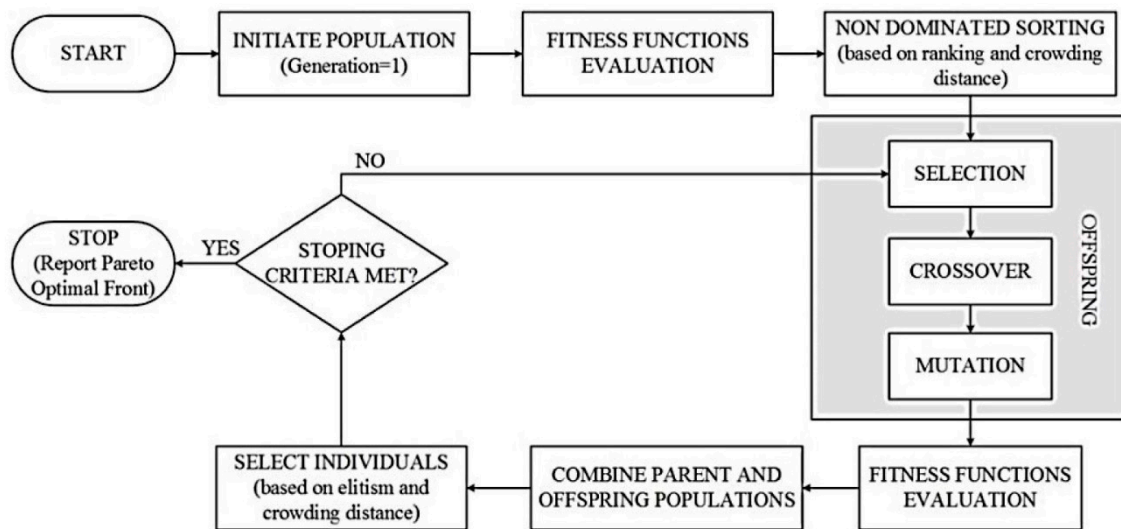 START
INITIATE POPULATION
(Generation=1)
FITNESS FUNCTIONS
EVALUATION
NON DOMINATED SORTING
(based on ranking and crowding
distance)
SELECTION
CROSSOVER
MUTATION
OFFSPRING
FITNESS FUNCTIONS
EVALUATION
COMBINE PARENT AND
OFFSPRING POPULATIONS
SELECT INDIVIDUALS
(based on elitism and
crowding distance)
STOPING
CRITERIA MET?
NO
YES
STOP
(Report Pareto
Optimal Front)